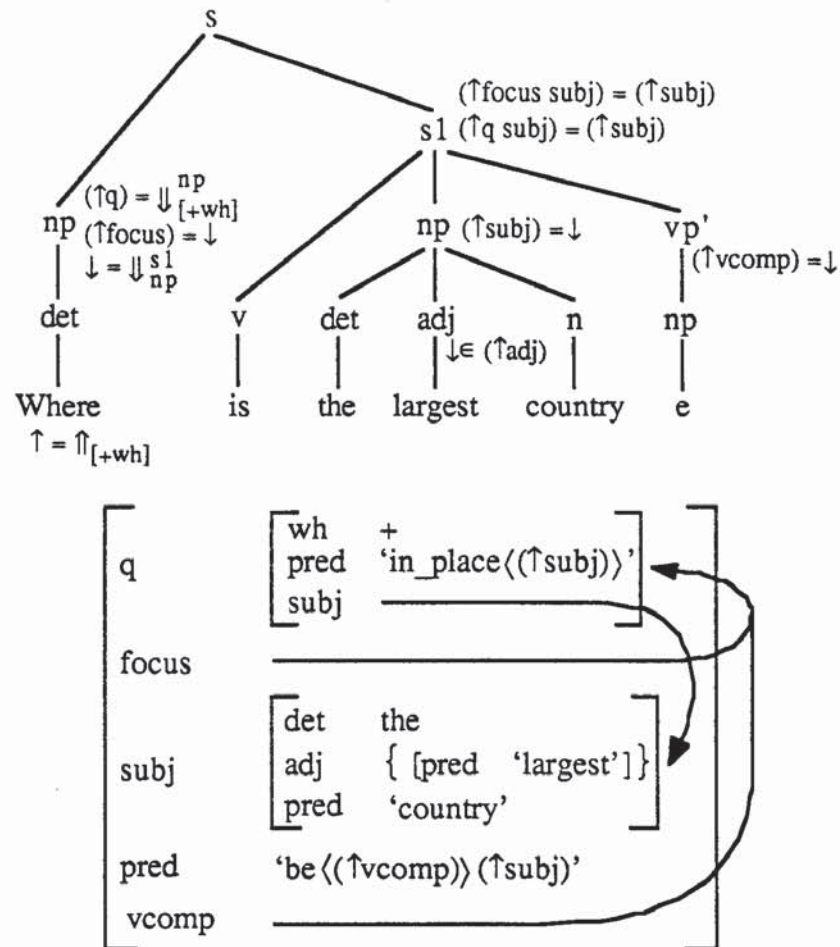 s
(↑focus subj) = (↑subj)
s1 (↑q subj) = (↑subj)
(↑q) = ⇓np[+wh]
np (↑focus) = ↓
↓ = ⇓s1np
np (↑subj) = ↓
vp'
(↑vcomp) = ↓
det v det adj n np
↓∈ (↑adj)
Where is the largest country e
↑ = ⇑[+wh]
wh +
q pred ‘in_place⟨(↑subj)⟩’
subj
focus
det the
subj adj { [pred ‘largest’] }
pred ‘country’
pred ‘be⟨(↑vcomp)⟩(↑subj)’
vcomp